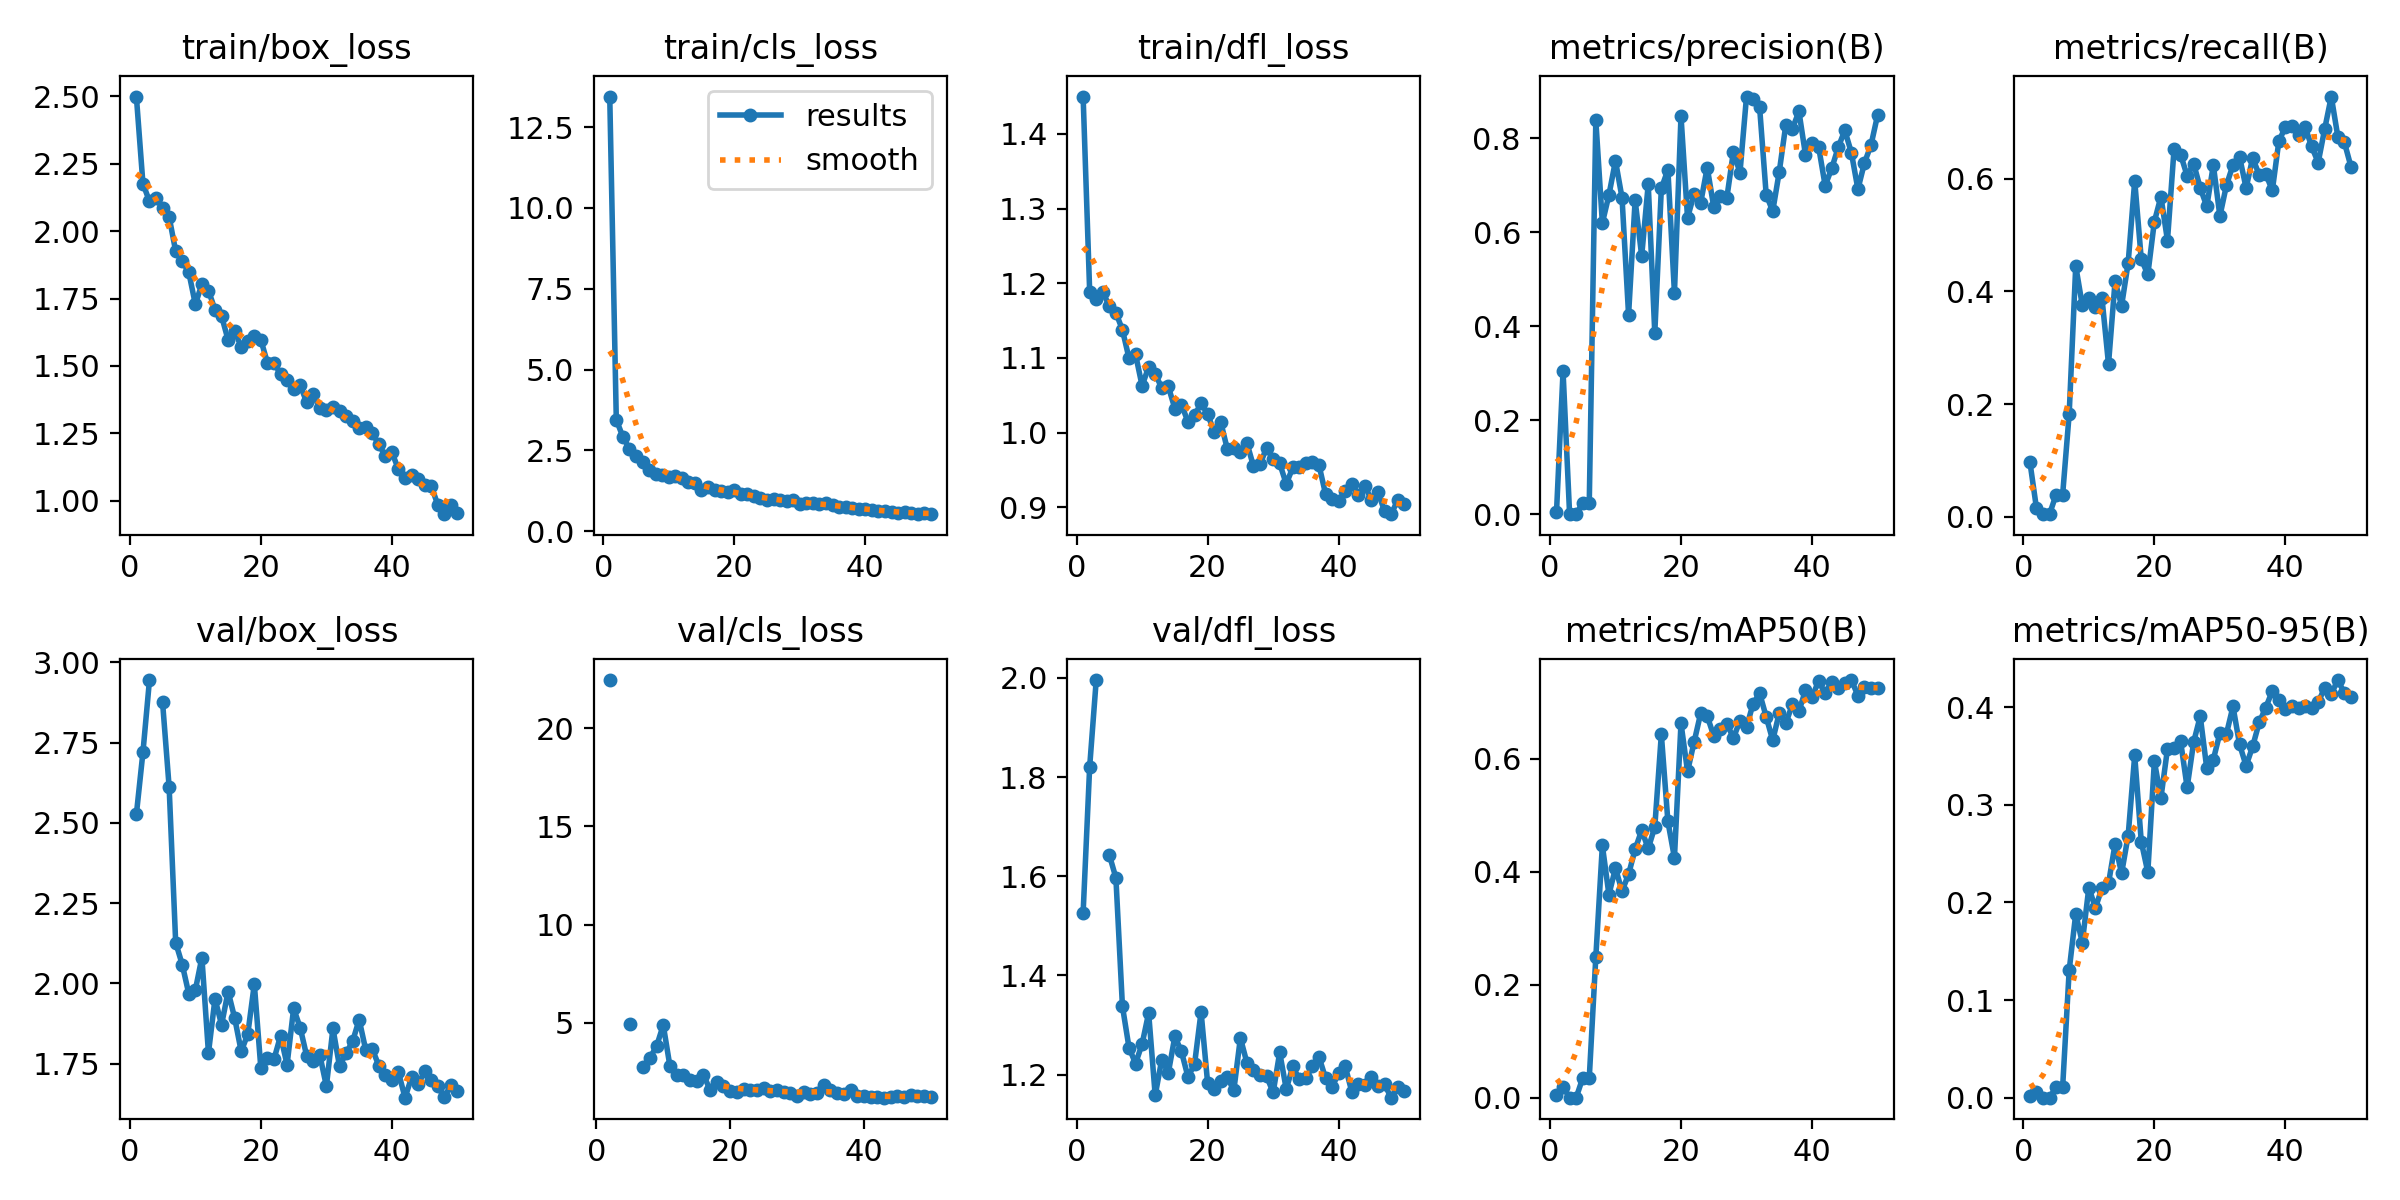 train/box_loss
2.50
2.25
2.00
1.75
1.50
1.25
1.00
0 20 40
train/cls_loss
results
smooth
12.5
10.0
7.5
5.0
2.5
0.0
0 20 40
train/dfl_loss
1.4
1.3
1.2
1.1
1.0
0.9
0 20 40
metrics/precision(B)
0.8
0.6
0.4
0.2
0.0
0 20 40
metrics/recall(B)
0.6
0.4
0.2
0.0
0 20 40
val/box_loss
3.00
2.75
2.50
2.25
2.00
1.75
0 20 40
val/cls_loss
20
15
10
5
0 20 40
val/dfl_loss
2.0
1.8
1.6
1.4
1.2
0 20 40
metrics/mAP50(B)
0.6
0.4
0.2
0.0
0 20 40
metrics/mAP50-95(B)
0.4
0.3
0.2
0.1
0.0
0 20 40